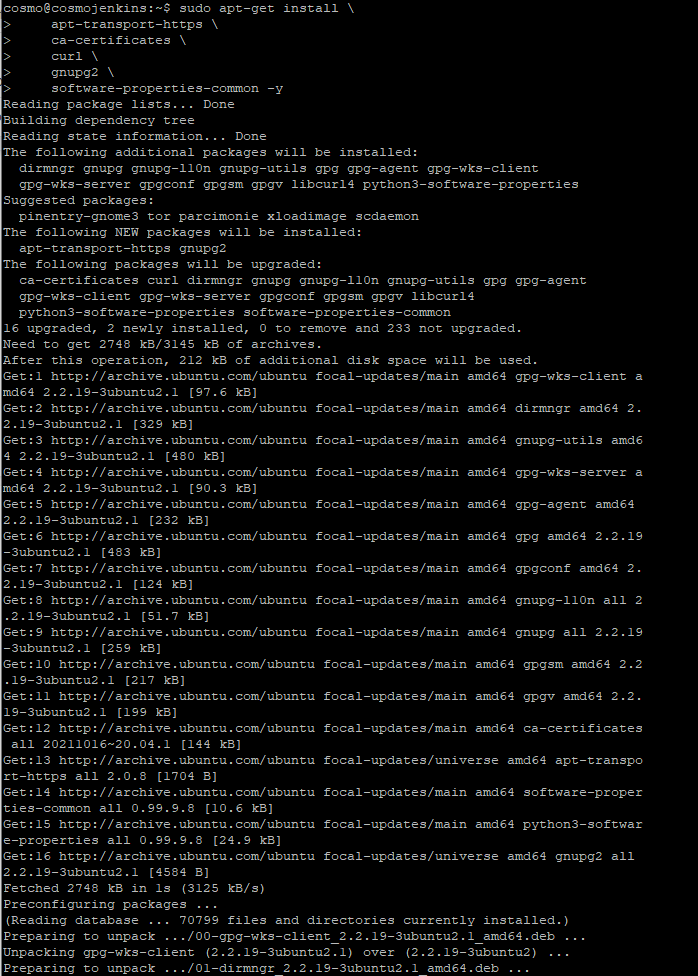 cosmo@cosmojenkins:~$ sudo apt-get install \
>     apt-transport-https \
>     ca-certificates \
>     curl \
>     gnupg2 \
>     software-properties-common -y
Reading package lists... Done
Building dependency tree
Reading state information... Done
The following additional packages will be installed:
  dirmngr gnupg gnupg-l10n gnupg-utils gpg gpg-agent gpg-wks-client
  gpg-wks-server gpgconf gpgsm gpgv libcurl4 python3-software-properties
Suggested packages:
  pinentry-gnome3 tor parcimonie xloadimage scdaemon
The following NEW packages will be installed:
  apt-transport-https gnupg2
The following packages will be upgraded:
  ca-certificates curl dirmngr gnupg gnupg-l10n gnupg-utils gpg gpg-agent
  gpg-wks-client gpg-wks-server gpgconf gpgsm gpgv libcurl4
  python3-software-properties software-properties-common
16 upgraded, 2 newly installed, 0 to remove and 233 not upgraded.
Need to get 2748 kB/3145 kB of archives.
After this operation, 212 kB of additional disk space will be used.
Get:1 http://archive.ubuntu.com/ubuntu focal-updates/main amd64 gpg-wks-client a
md64 2.2.19-3ubuntu2.1 [97.6 kB]
Get:2 http://archive.ubuntu.com/ubuntu focal-updates/main amd64 dirmngr amd64 2.
2.19-3ubuntu2.1 [329 kB]
Get:3 http://archive.ubuntu.com/ubuntu focal-updates/main amd64 gnupg-utils amd6
4 2.2.19-3ubuntu2.1 [480 kB]
Get:4 http://archive.ubuntu.com/ubuntu focal-updates/main amd64 gpg-wks-server a
md64 2.2.19-3ubuntu2.1 [90.3 kB]
Get:5 http://archive.ubuntu.com/ubuntu focal-updates/main amd64 gpg-agent amd64
2.2.19-3ubuntu2.1 [232 kB]
Get:6 http://archive.ubuntu.com/ubuntu focal-updates/main amd64 gpg amd64 2.2.19
-3ubuntu2.1 [483 kB]
Get:7 http://archive.ubuntu.com/ubuntu focal-updates/main amd64 gpgconf amd64 2.
2.19-3ubuntu2.1 [124 kB]
Get:8 http://archive.ubuntu.com/ubuntu focal-updates/main amd64 gnupg-l10n all 2
.2.19-3ubuntu2.1 [51.7 kB]
Get:9 http://archive.ubuntu.com/ubuntu focal-updates/main amd64 gnupg all 2.2.19
-3ubuntu2.1 [259 kB]
Get:10 http://archive.ubuntu.com/ubuntu focal-updates/main amd64 gpgsm amd64 2.2
.19-3ubuntu2.1 [217 kB]
Get:11 http://archive.ubuntu.com/ubuntu focal-updates/main amd64 gpgv amd64 2.2.
19-3ubuntu2.1 [199 kB]
Get:12 http://archive.ubuntu.com/ubuntu focal-updates/main amd64 ca-certificates
 all 20211016~20.04.1 [144 kB]
Get:13 http://archive.ubuntu.com/ubuntu focal-updates/universe amd64 apt-transpo
rt-https all 2.0.8 [1704 B]
Get:14 http://archive.ubuntu.com/ubuntu focal-updates/main amd64 software-proper
ties-common all 0.99.9.8 [10.6 kB]
Get:15 http://archive.ubuntu.com/ubuntu focal-updates/main amd64 python3-softwar
e-properties all 0.99.9.8 [24.9 kB]
Get:16 http://archive.ubuntu.com/ubuntu focal-updates/universe amd64 gnupg2 all
2.2.19-3ubuntu2.1 [4584 B]
Fetched 2748 kB in 1s (3125 kB/s)
Preconfiguring packages ...
(Reading database ... 70799 files and directories currently installed.)
Preparing to unpack .../00-gpg-wks-client_2.2.19-3ubuntu2.1_amd64.deb ...
Unpacking gpg-wks-client (2.2.19-3ubuntu2.1) over (2.2.19-3ubuntu2) ...
Preparing to unpack .../01-dirmngr_2.2.19-3ubuntu2.1_amd64.deb ...